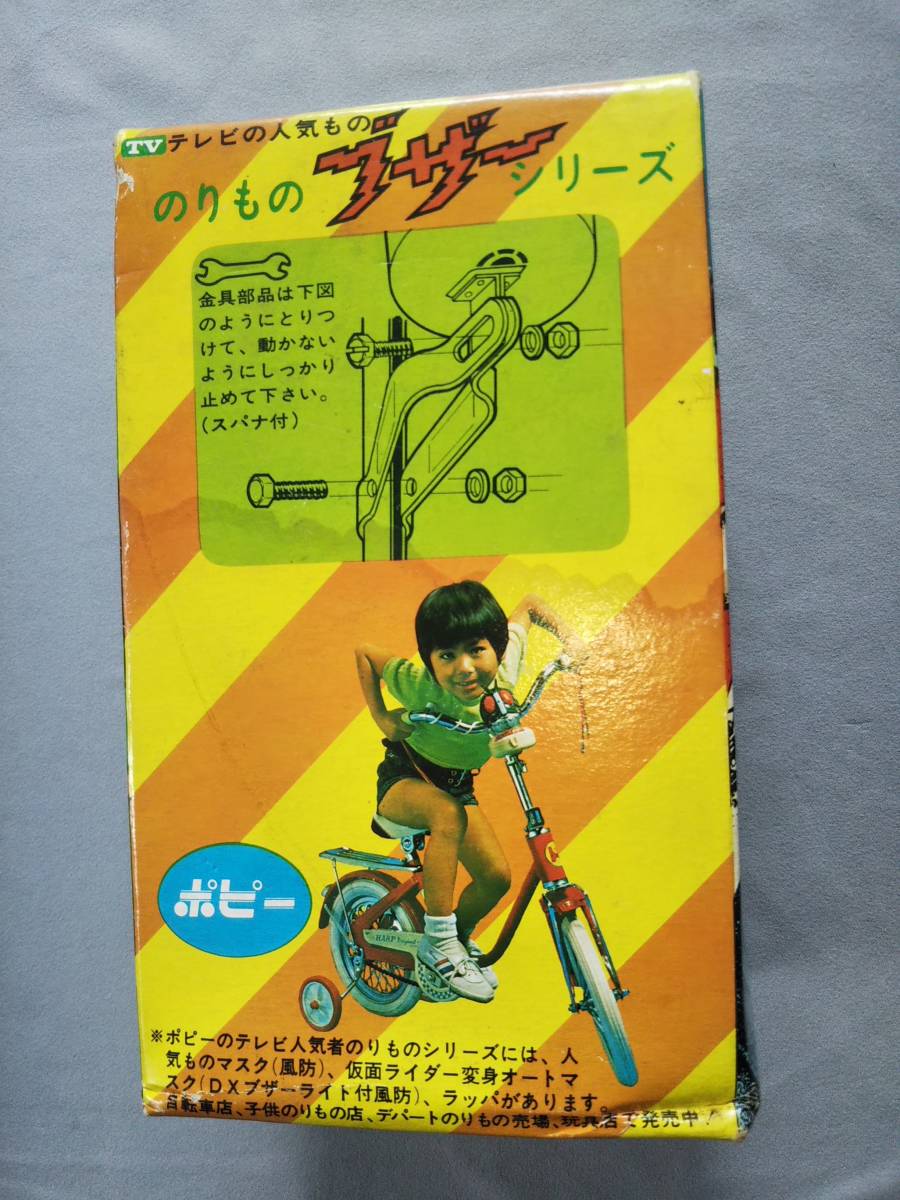 TV テレビの人気もの
のりもの ブザー シリーズ
金具部品は下図
のようにとりつ
けて、動かない
ようにしっかり
止めて下さい。
(スパナ付)
HARP
ポピー
※ポピーのテレビ人気者のりものシリーズには、人
気ものマスク(風防)、仮面ライダー変身オートマ
スク(DXブザーライト付風防)、ラッパがあります。
自転車店、子供のりもの店、デパートのりもの売場、玩具店で発売中!